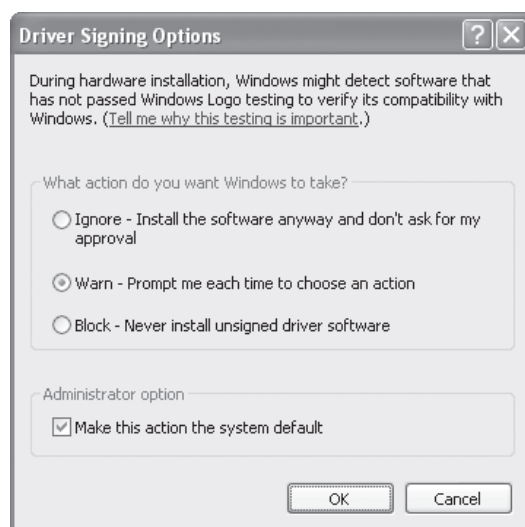 Driver Signing Options
During hardware installation, Windows might detect software that
has not passed Windows Logo testing to verify its compatibility with
Windows. (Tell me why this testing is important.)
What action do you want Windows to take?
Ignore - Install the software anyway and don't ask for my
approval
Warn - Prompt me each time to choose an action
Block - Never install unsigned driver software
Administrator option
Make this action the system default
OK Cancel